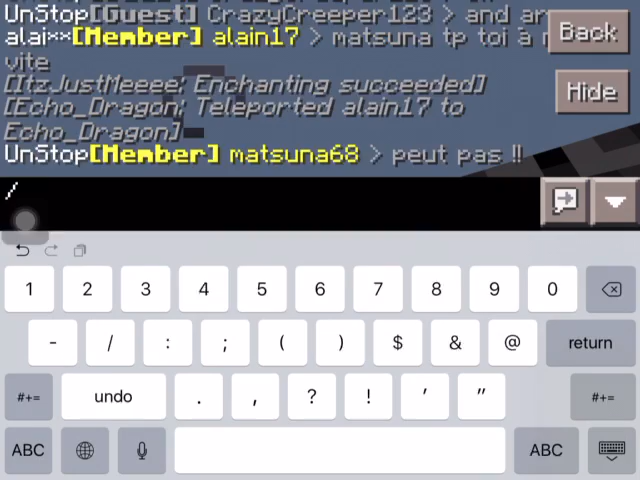 UnStop[Guest] CrazyCreeper123 > and ar
alai**[Member] alain17 > matsuna tp toi à
vite
[ItzJustMeeee: Enchanting succeeded]
[Echo_Dragon: Teleported alain17 to
Echo_Dragon]
UnStop[Member] matsuna68 > peut pas !!
Back
Hide
/
1 2 3 4 5 6 7 8 9 0
- / : ; ( ) $ & @ return
#+= undo . , ? ! ' " #+=
ABC ABC